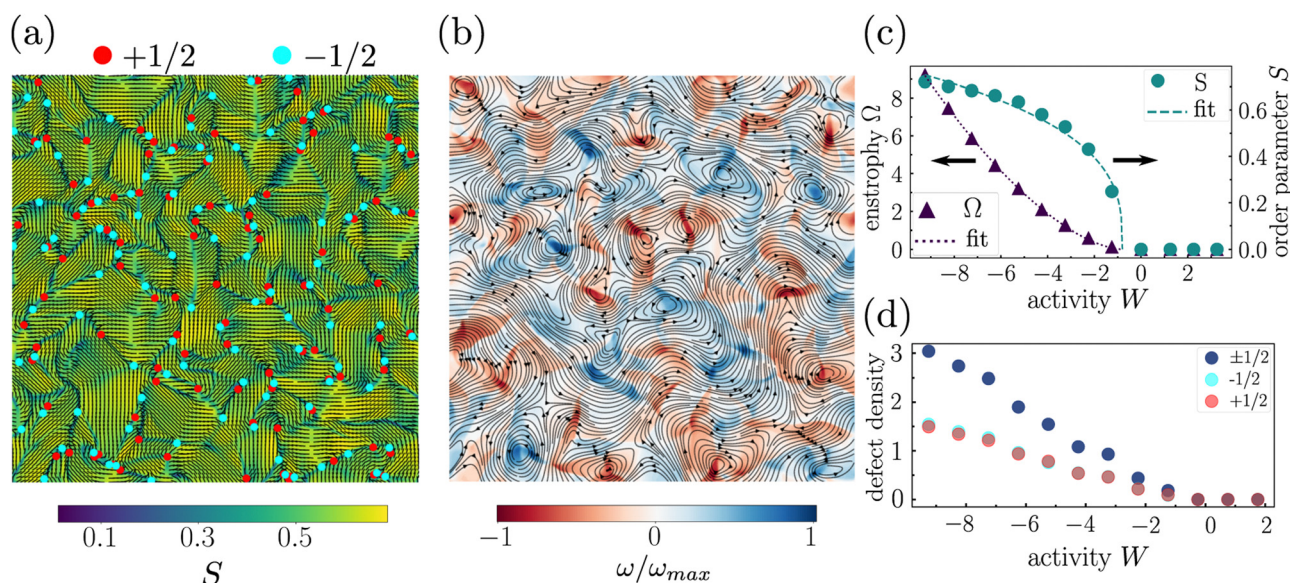 (a)
+1/2
-1/2
0.1
0.3
0.5
S
(b)
-1
0
1
ω/ω_max
(c)
enstrophy Ω
8
6
4
2
0
S
fit
Ω
fit
order parameter S
0.6
0.4
0.2
0.0
-8
-6
-4
-2
0
2
activity W
(d)
defect density
3
2
1
0
±1/2
-1/2
+1/2
-8
-6
-4
-2
0
2
activity W